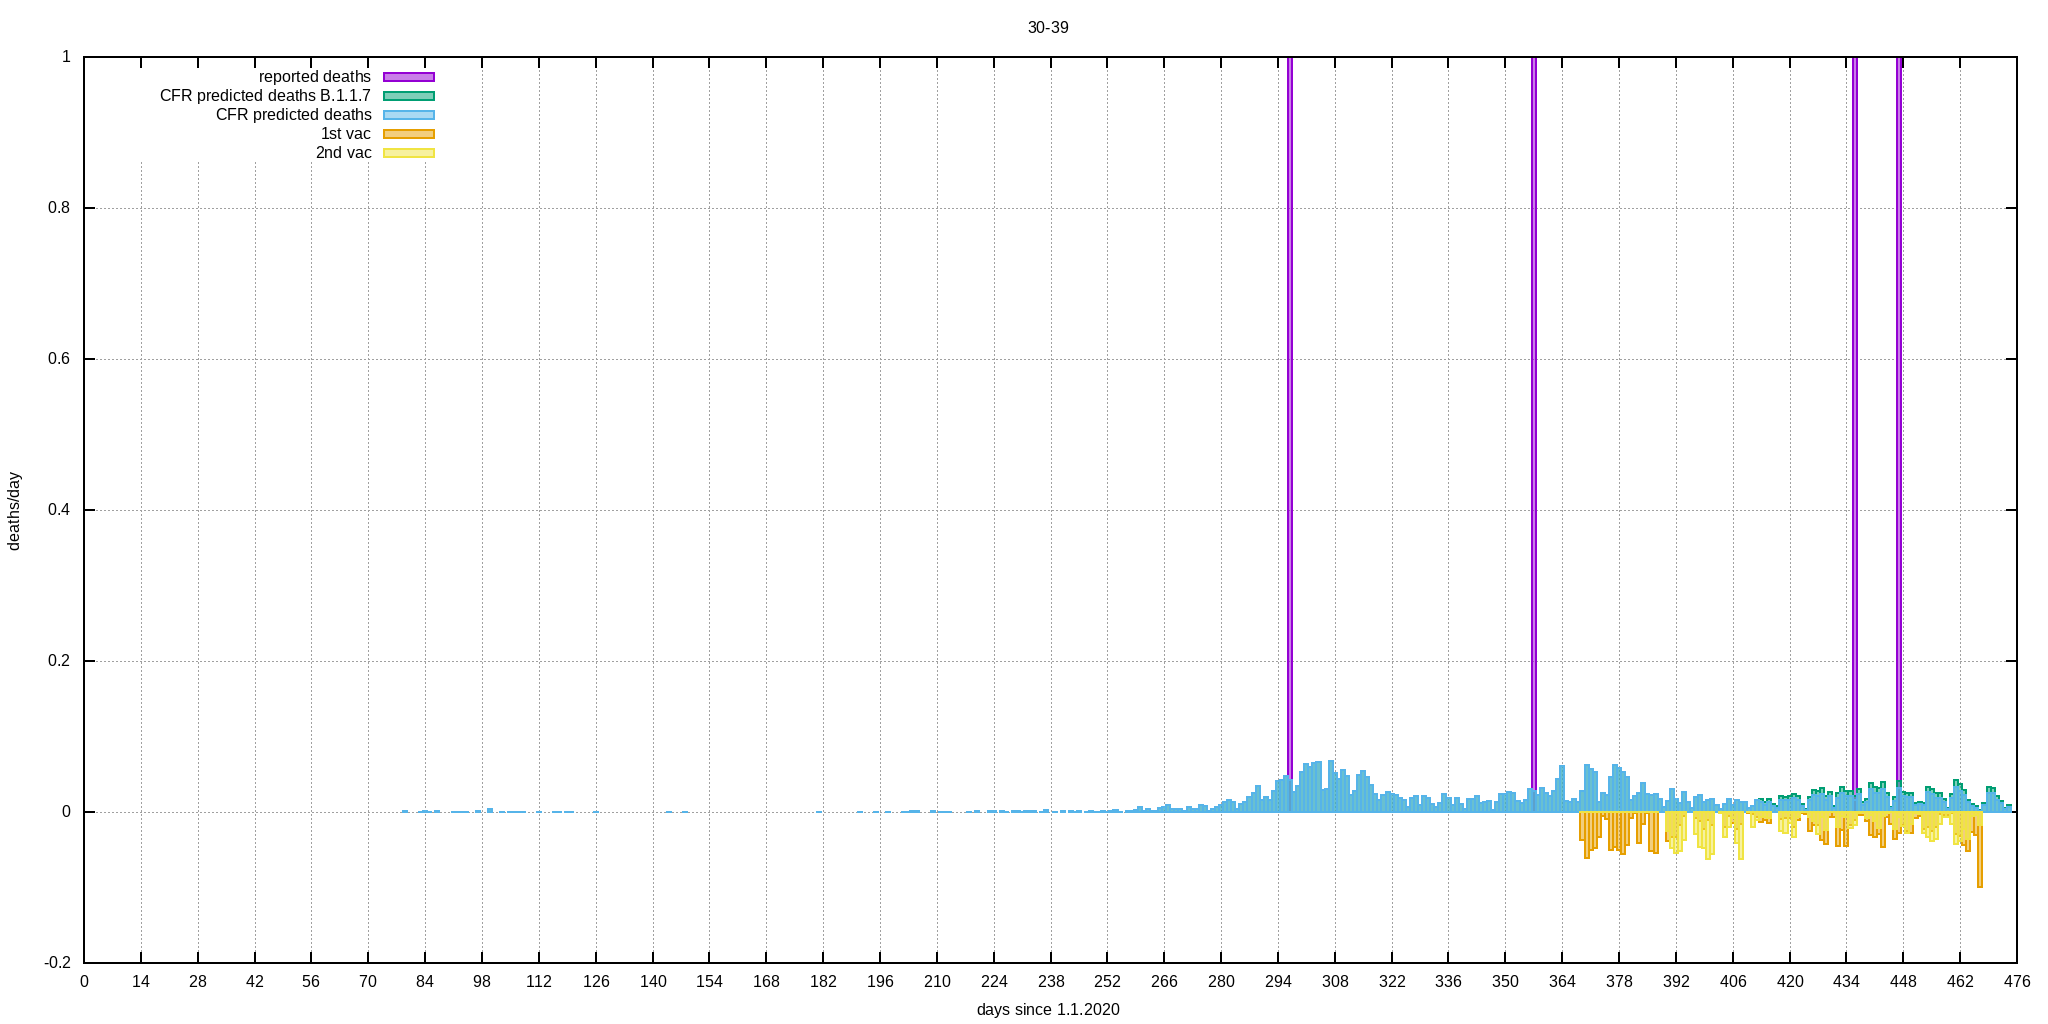 30-39
reported deaths
CFR predicted deaths B.1.1.7
CFR predicted deaths
1st vac
2nd vac
1
0.8
0.6
0.4
0.2
0
-0.2
deaths/day
0 14 28 42 56 70 84 98 112 126 140 154 168 182 196 210 224 238 252 266 280 294 308 322 336 350 364 378 392 406 420 434 448 462 476
days since 1.1.2020